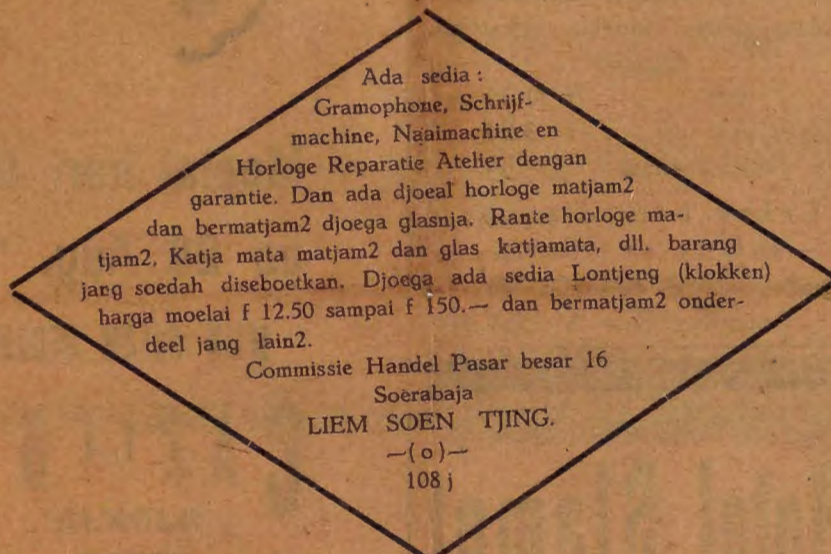 Ada sedia :
Gramophone, Schrijf-
machine, Naaimachine en
Horloge Reparatie Atelier dengan
garantie. Dan ada djoeal horloge matjam2
dan bermatjam2 djoega glasnja. Rante horloge ma-
tjam2, Katja mata matjam2 dan glas katjamata, dll. barang
jang soedah diseboetkan. Djoega ada sedia Lontjeng (klokken)
harga moelai f 12.50 sampai f 150.— dan bermatjam2 onder-
deel jang lain2.
Commissie Handel Pasar besar 16
Soerabaja
LIEM SOEN TJING.
—( o )—
108 j